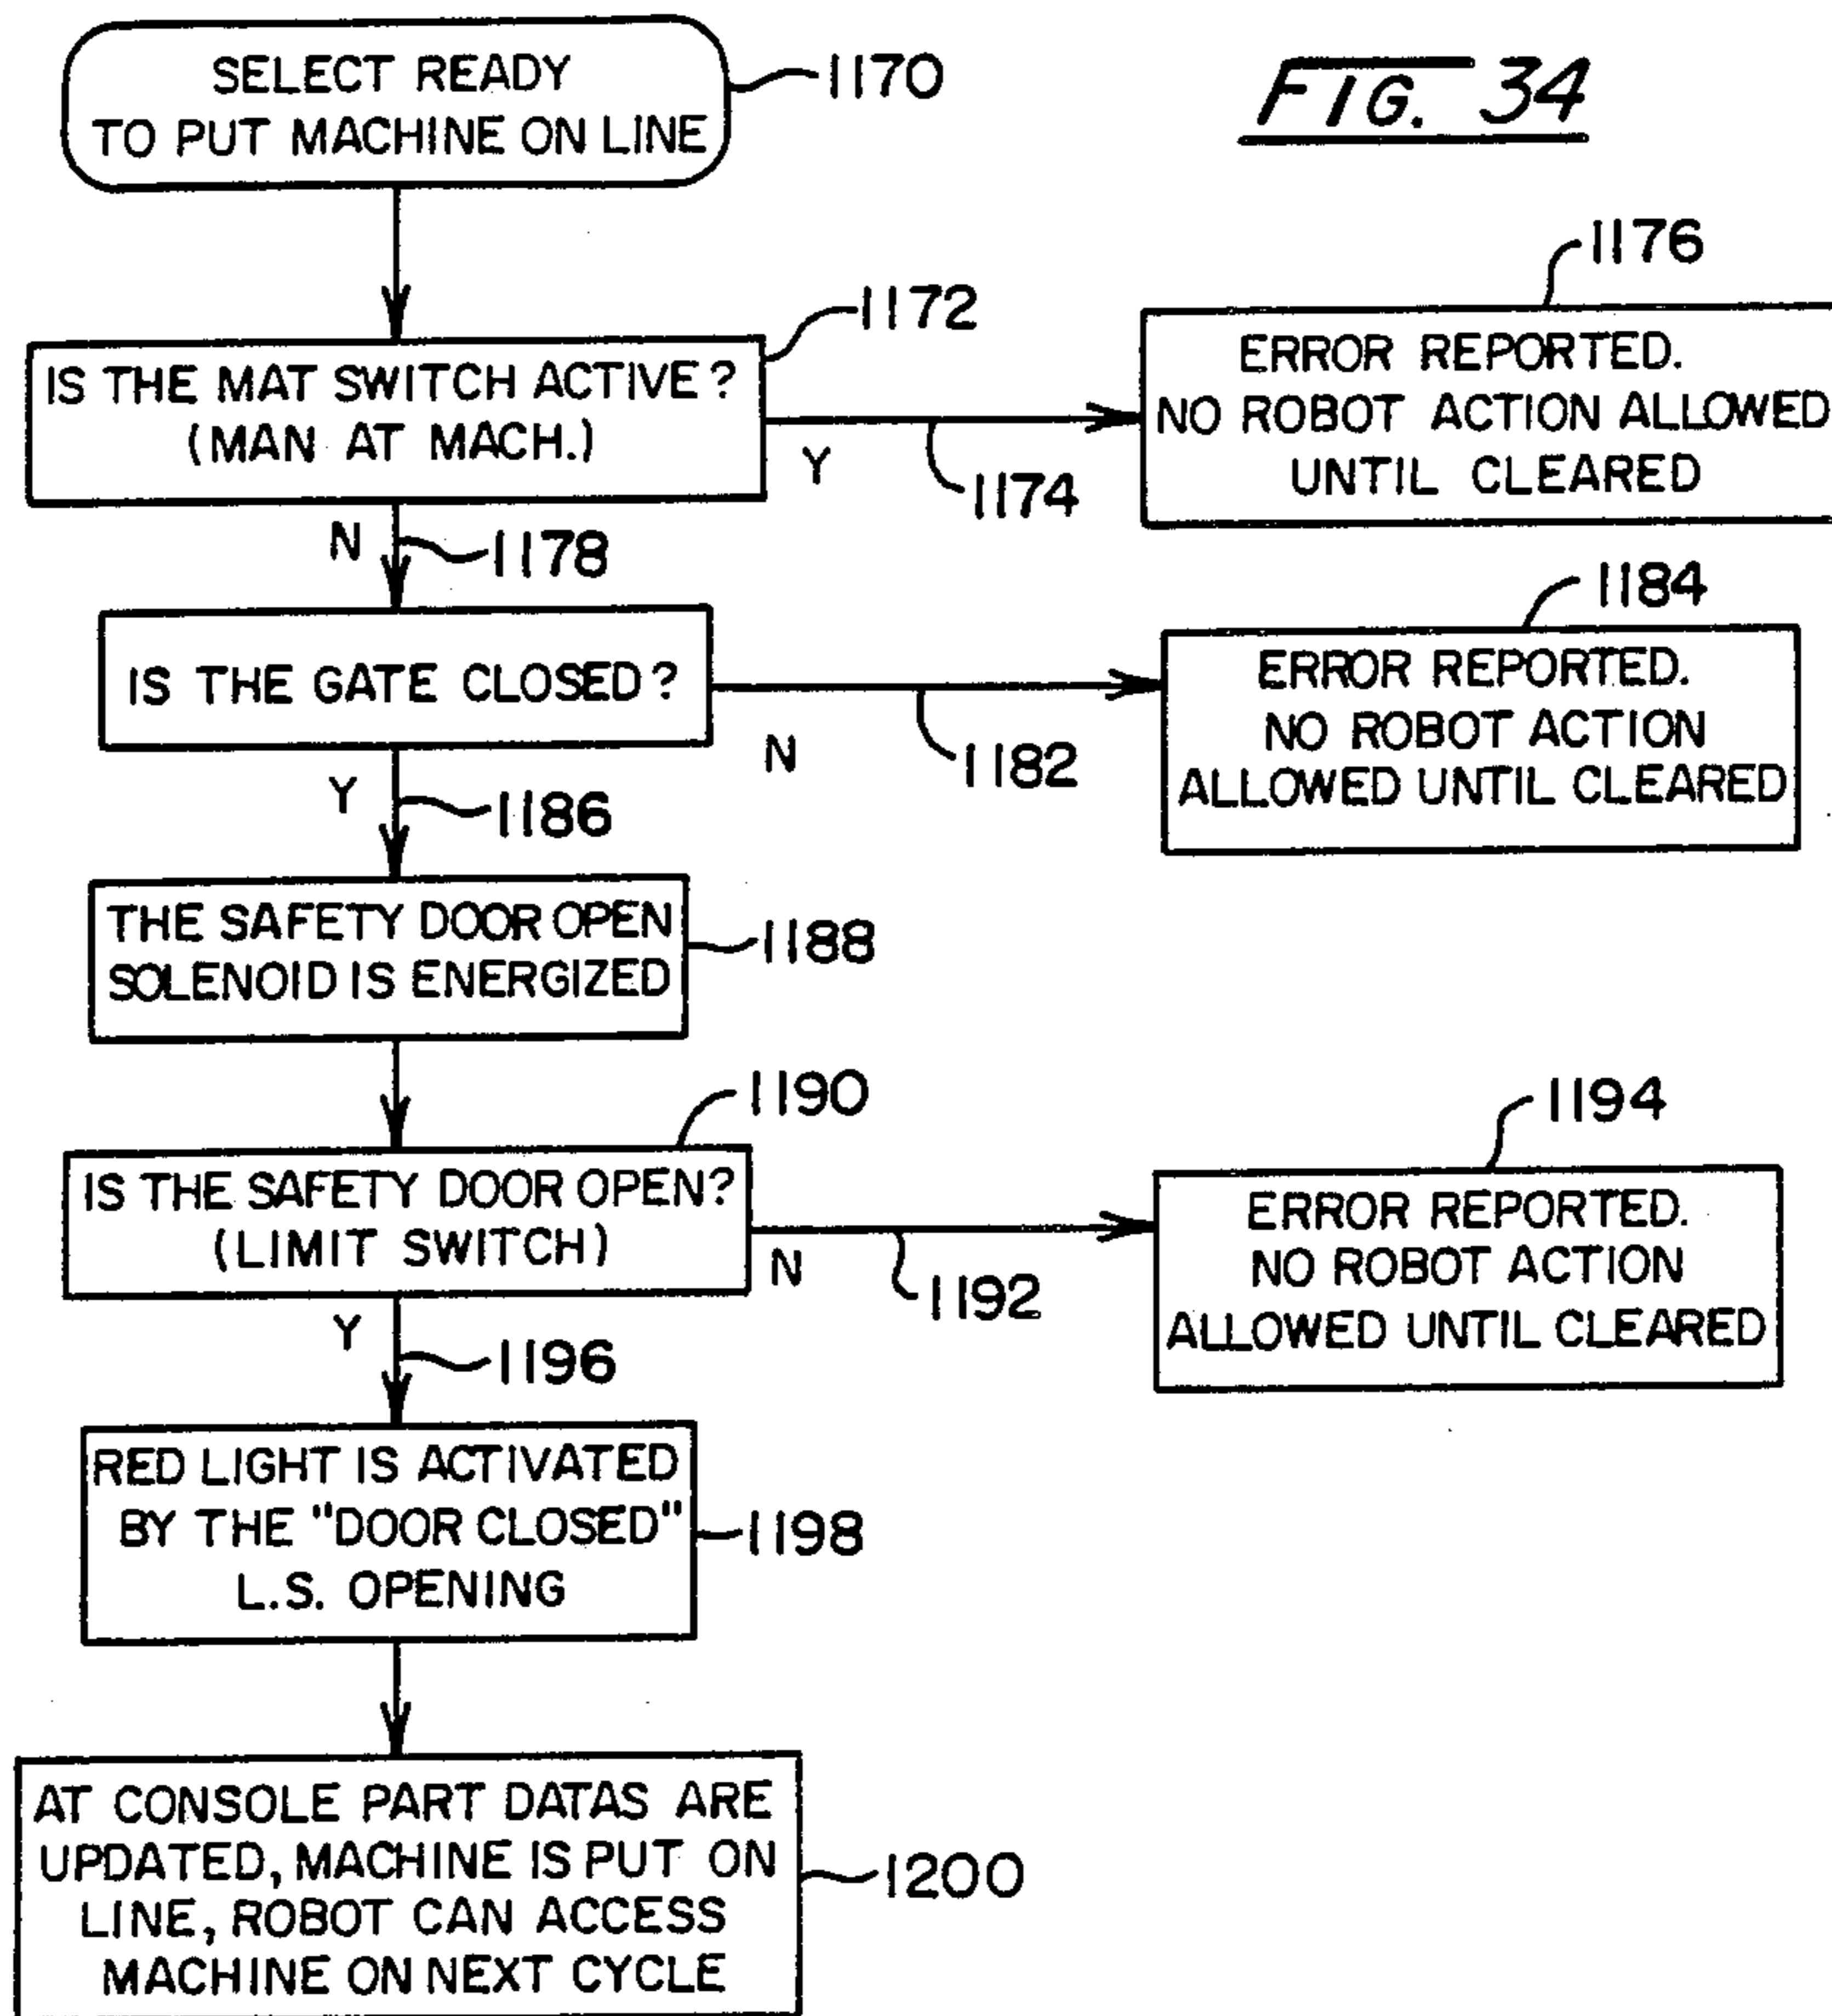 SELECT READY
TO PUT MACHINE ON LINE
1170
FIG. 34
IS THE MAT SWITCH ACTIVE?
(MAN AT MACH.)
1172
Y
1174
1176
ERROR REPORTED.
NO ROBOT ACTION ALLOWED
UNTIL CLEARED
N
1178
IS THE GATE CLOSED?
N
1182
1184
ERROR REPORTED.
NO ROBOT ACTION
ALLOWED UNTIL CLEARED
Y
1186
THE SAFETY DOOR OPEN
SOLENOID IS ENERGIZED
1188
1190
IS THE SAFETY DOOR OPEN?
(LIMIT SWITCH)
N
1192
1194
ERROR REPORTED.
NO ROBOT ACTION
ALLOWED UNTIL CLEARED
Y
1196
RED LIGHT IS ACTIVATED
BY THE "DOOR CLOSED"
L.S. OPENING
1198
AT CONSOLE PART DATAS ARE
UPDATED, MACHINE IS PUT ON
LINE, ROBOT CAN ACCESS
MACHINE ON NEXT CYCLE
1200